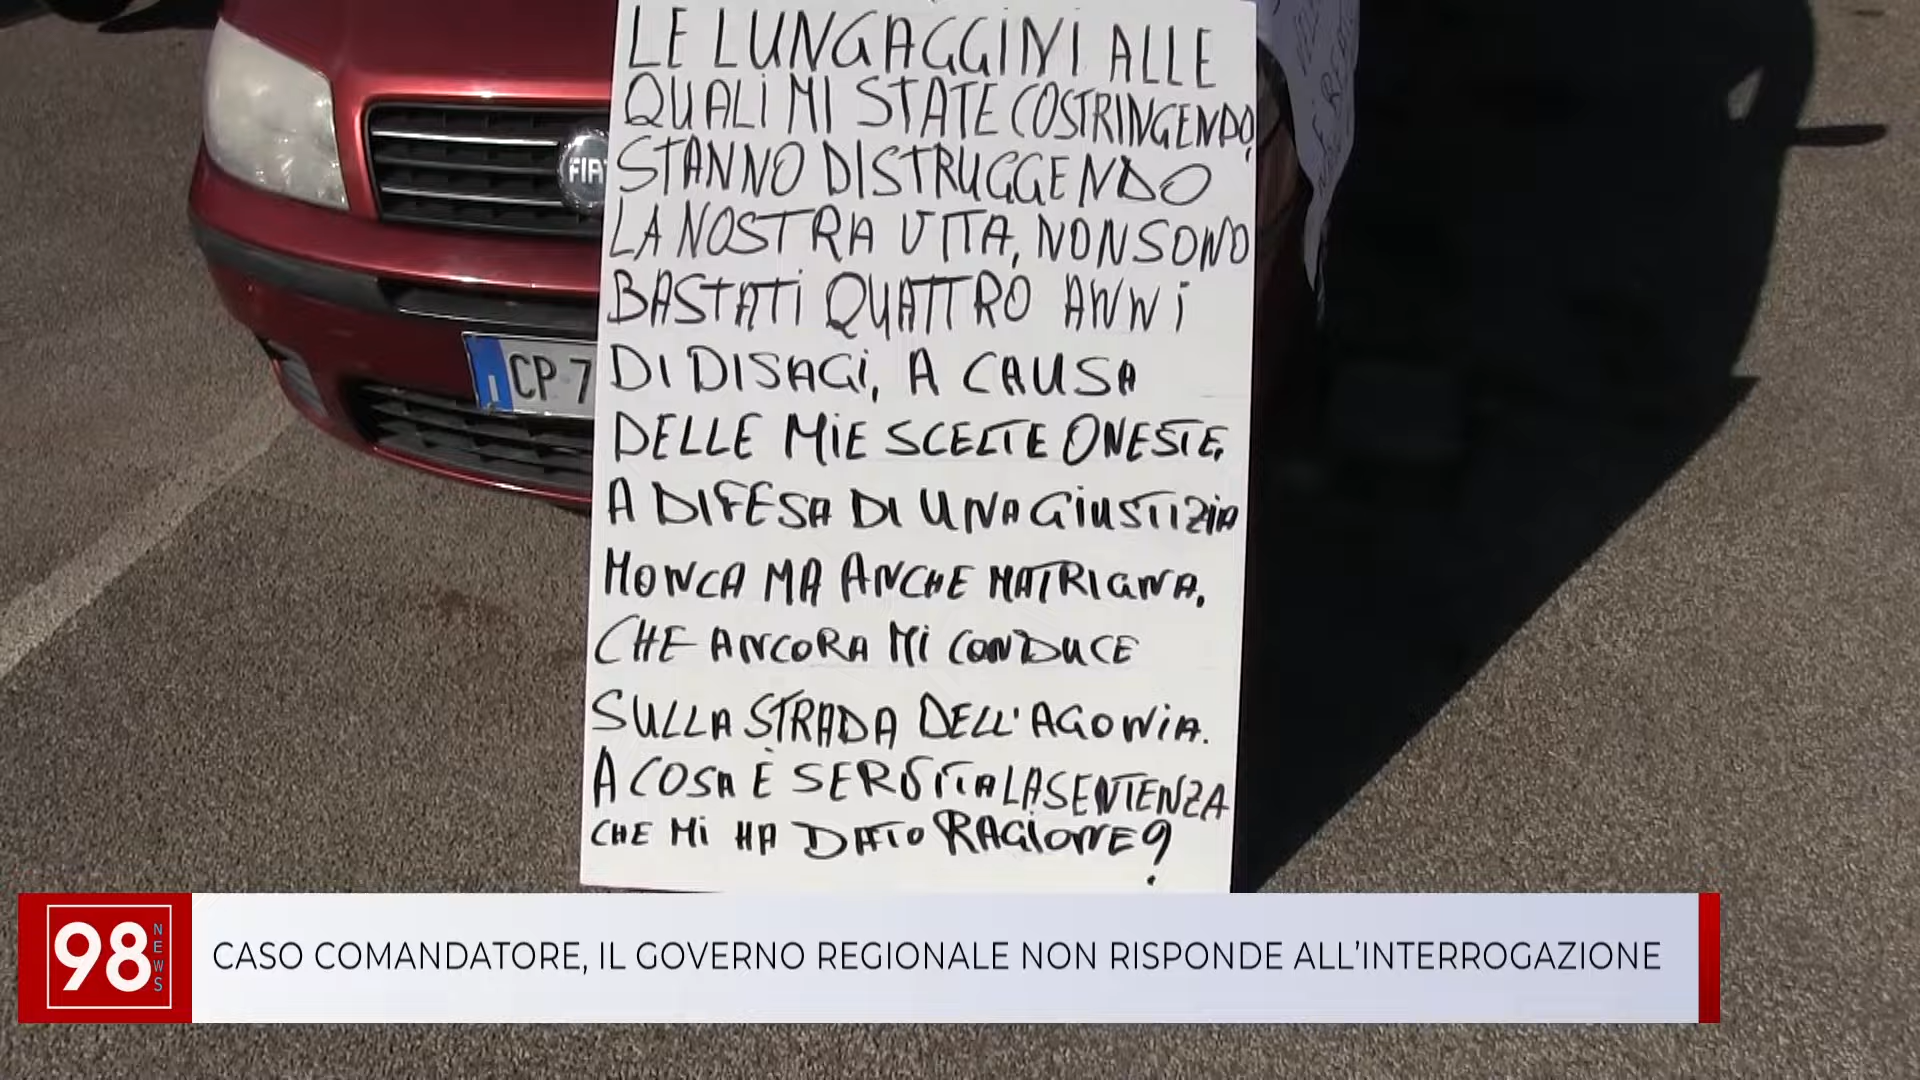 LE LUNGAGGINI ALLE
QUALI MI STATE COSTRINGENDO,
STANNO DISTRUGGENDO
LA NOSTRA VITA, NON SONO
BASTATI QUATTRO ANNI
DI DISAGI, A CAUSA
DELLE MIE SCELTE ONESTE,
A DIFESA DI UNA GIUSTIZIA
MONCA MA ANCHE MATRIGNA.
CHE ANCORA MI CONDUCE
SULLA STRADA DELL'AGONIA.
A COSA È SERVITA LA SENTENZA
CHE MI HA DATO RAGIONE?
FIAT
I CP 7
98 NEWS
CASO COMANDATORE, IL GOVERNO REGIONALE NON RISPONDE ALL'INTERROGAZIONE